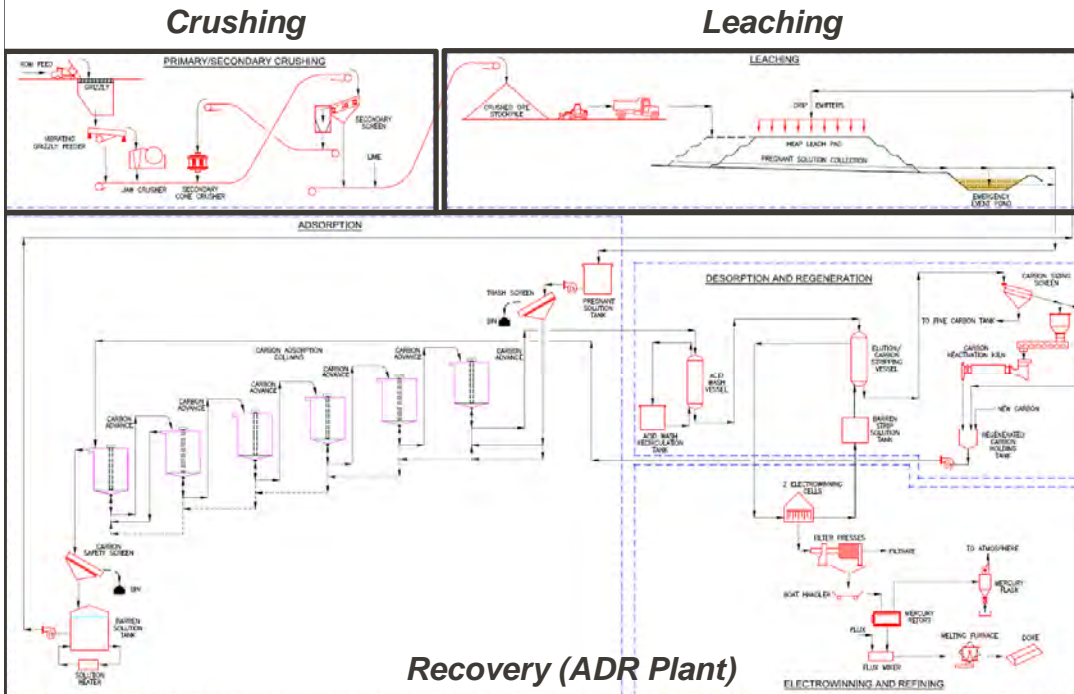 Crushing
Leaching
PRIMARY/SECONDARY CRUSHING
ROM FEED
GRIZZLY
VIBRATING
GRIZZLY FEEDER
JAW CRUSHER
SECONDARY
CONE CRUSHER
SECONDARY
SCREEN
LIME
LEACHING
CRUSHED ORE
STOCKPILE
DRIP EMITTERS
HEAP LEACH PAD
PREGNANT SOLUTION COLLECTION
EMERGENCY
EVENT POND
ADSORPTION
TRASH SCREEN
BIN
PREGNANT
SOLUTION
TANK
CARBON ADSORPTION
COLUMNS
CARBON
ADVANCE
CARBON
ADVANCE
CARBON
ADVANCE
CARBON
ADVANCE
CARBON
ADVANCE
CARBON
ADVANCE
CARBON
SAFETY SCREEN
BIN
BARREN
SOLUTION
TANK
SOLUTION
HEATER
DESORPTION AND REGENERATION
ACID
WASH
VESSEL
ACID WASH
RECIRCULATION
TANK
ELUTION/
CARBON
STRIPPING
VESSEL
BARREN
STRIP
SOLUTION
TANK
CARBON SIZING
SCREEN
TO FINE CARBON TANK
CARBON
REACTIVATION KILN
NEW CARBON
REGENERATED
CARBON
HOLDING
TANK
2 ELECTROWINNING
CELLS
FILTER PRESSES
FILTRATE
BOAT HANDLER
MERCURY
RETORT
TO ATMOSPHERE
MERCURY
FLASK
FLUX
FLUX MIXER
MELTING FURNACE
DORE
Recovery (ADR Plant)
ELECTROWINNING AND REFINING